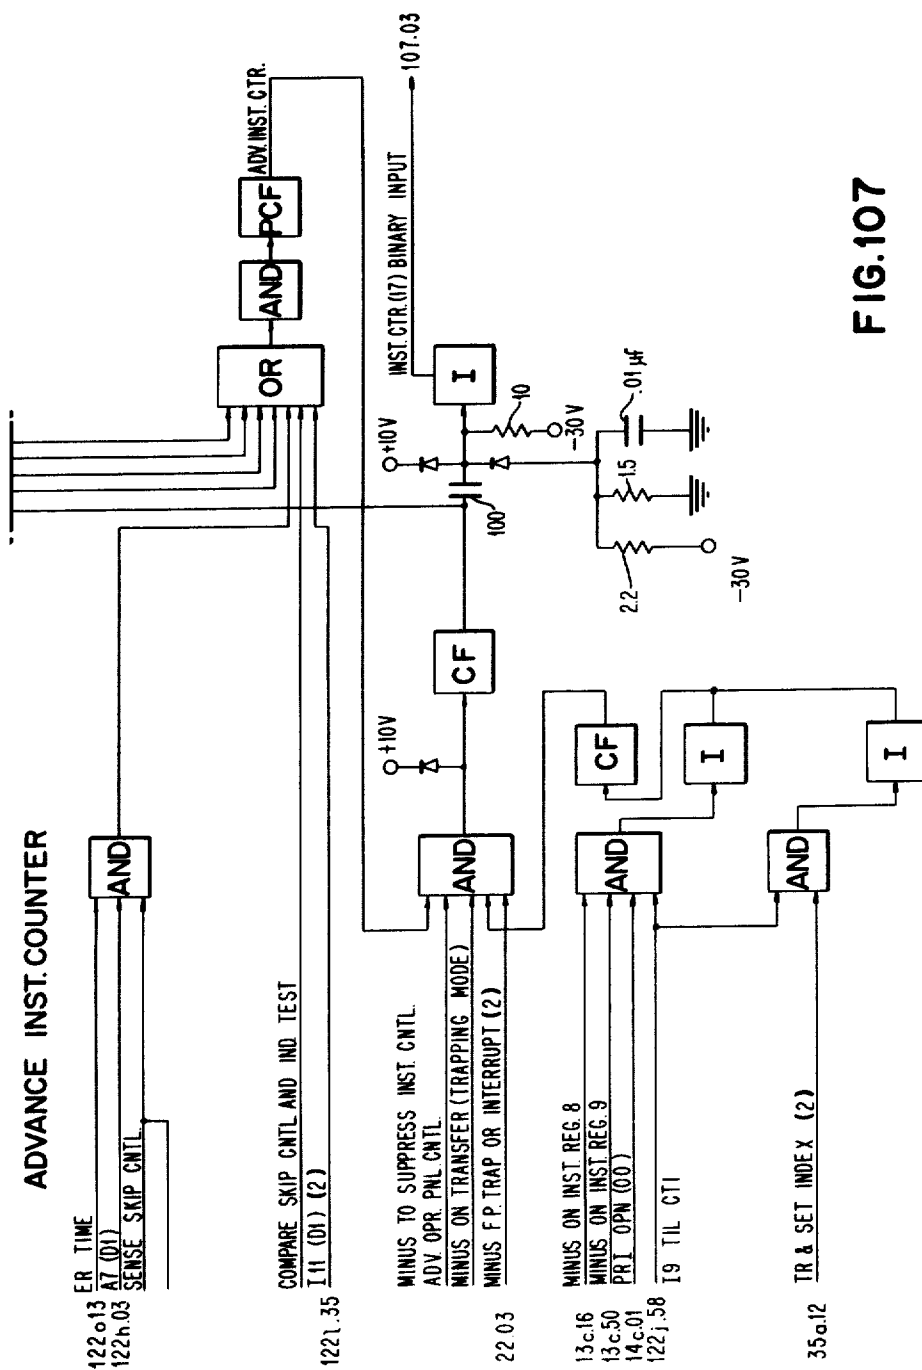 ADVANCE INST. COUNTER
122a13 ER TIME
A7 (D1)
122h.03 SENSE SKIP CNTL.
AND
COMPARE SKIP CNTL AND IND TEST
122l.35 I11 (D1) (2)
OR
AND
PCF
ADV. INST. CTR.
MINUS TO SUPPRESS INST. CNTL.
ADV. OPR. PNL. CNTL.
MINUS ON TRANSFER (TRAPPING MODE)
22.03 MINUS F.P. TRAP OR INTERRUPT (2)
AND
+10V
CF
100
+10V
10
-30V
I
INST. CTR. (17) BINARY INPUT
107.03
2.2
-30V
1.5
.01 µf
13c.16 MINUS ON INST. REG. 8
13c.50 MINUS ON INST. REG. 9
14c.01 PRI OPN (00)
122j.58 I9 TIL CTI
AND
CF
I
35a.12 TR & SET INDEX (2)
AND
I
FIG.107